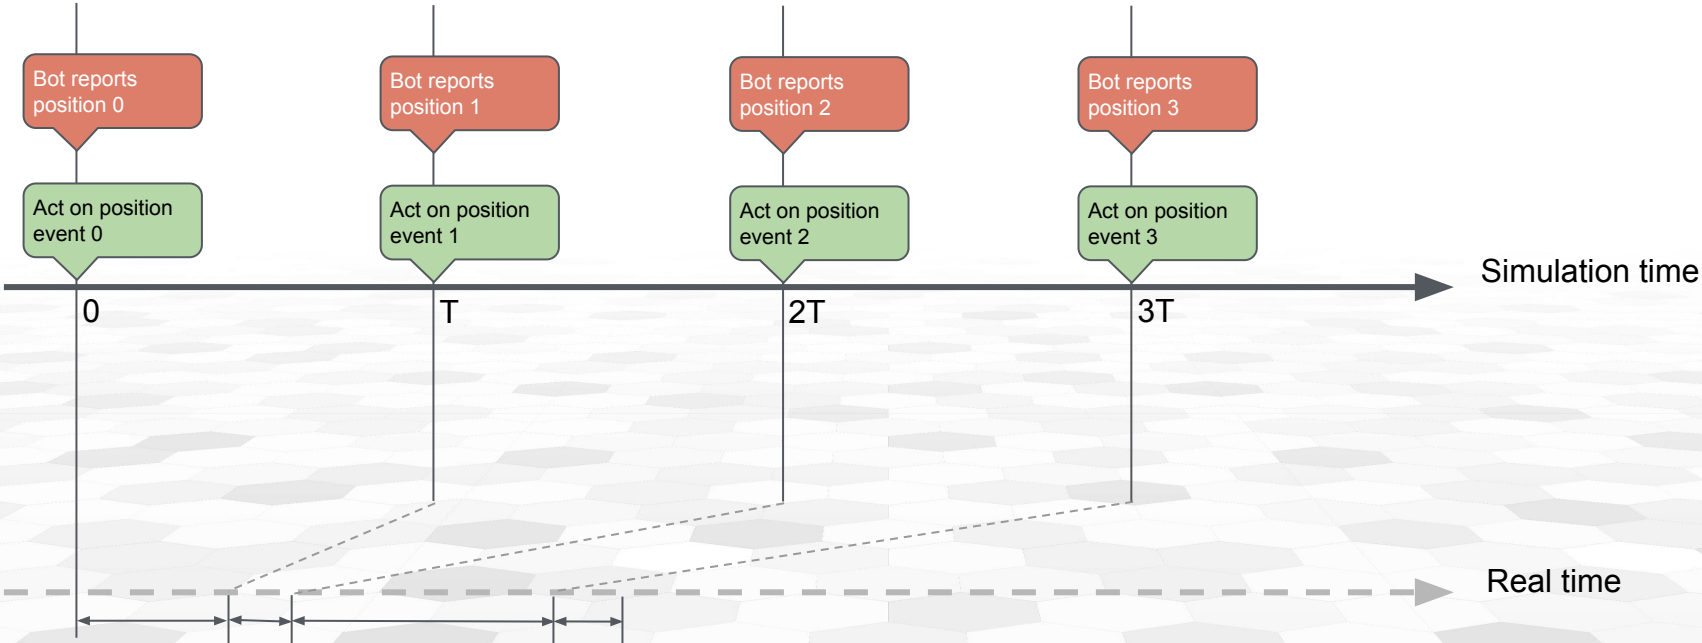 Bot reports
position 0
Bot reports
position 1
Bot reports
position 2
Bot reports
position 3
Act on position
event 0
Act on position
event 1
Act on position
event 2
Act on position
event 3
Simulation time
0
T
2T
3T
Real time